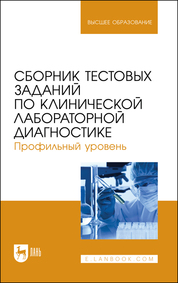 ВЫСШЕЕ ОБРАЗОВАНИЕ
СБОРНИК ТЕСТОВЫХ
ЗАДАНИЙ
ПО КЛИНИЧЕСКОЙ
ЛАБОРАТОРНОЙ
ДИАГНОСТИКЕ
Профильный уровень
ЛАНЬ
E.LANBOOK.COM